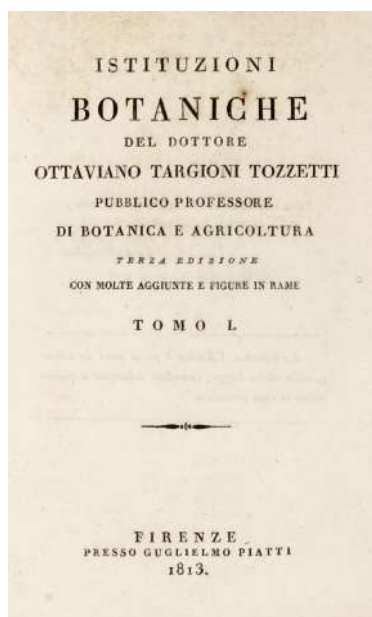 ISTITUZIONI
BOTANICHE
DEL DOTTORE
OTTAVIANO TARGIONI TOZZETTI
PUBBLICO PROFESSORE
DI BOTANICA E AGRICOLTURA
TERZA EDIZIONE
CON MOLTE AGGIUNTE E FIGURE IN RAME
TOMO I.
FIRENZE
PRESSO GUGLIELMO PIATTI
1813.